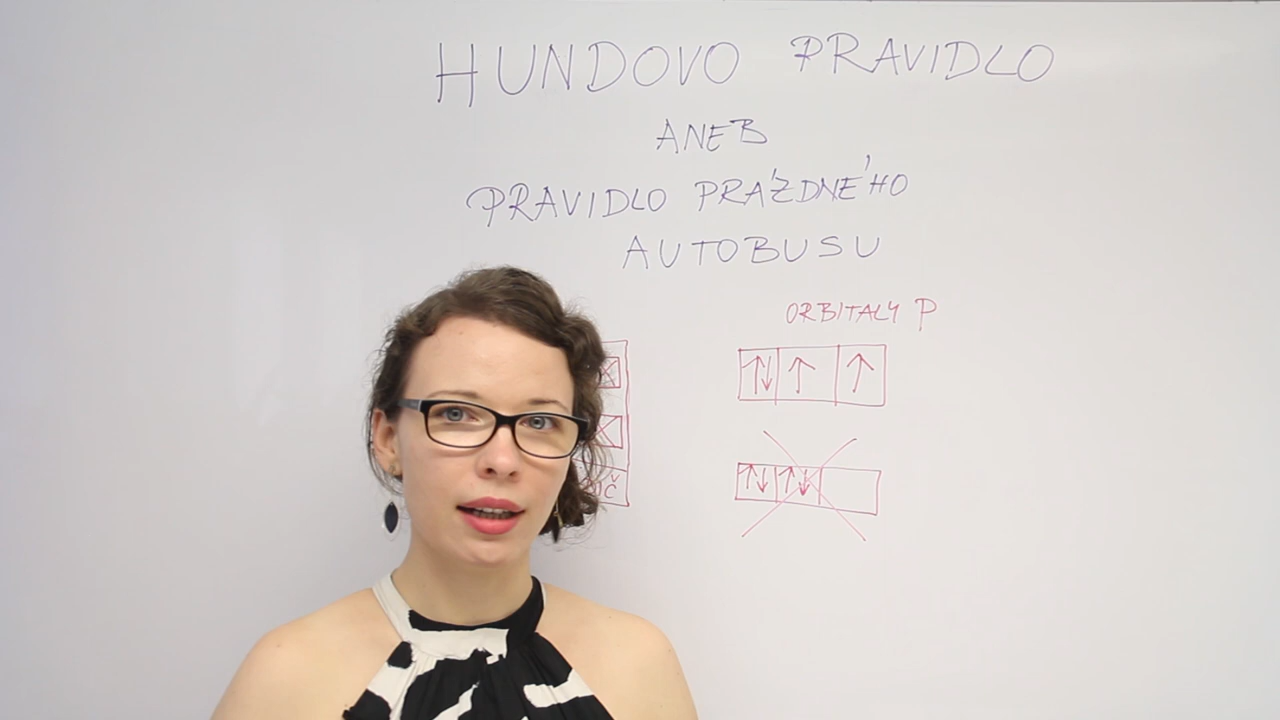 HUNDOVO PRAVIDLO
ANEB
PRAVIDLO PRÁZDNÉHO
AUTOBUSU
ORBITALY P